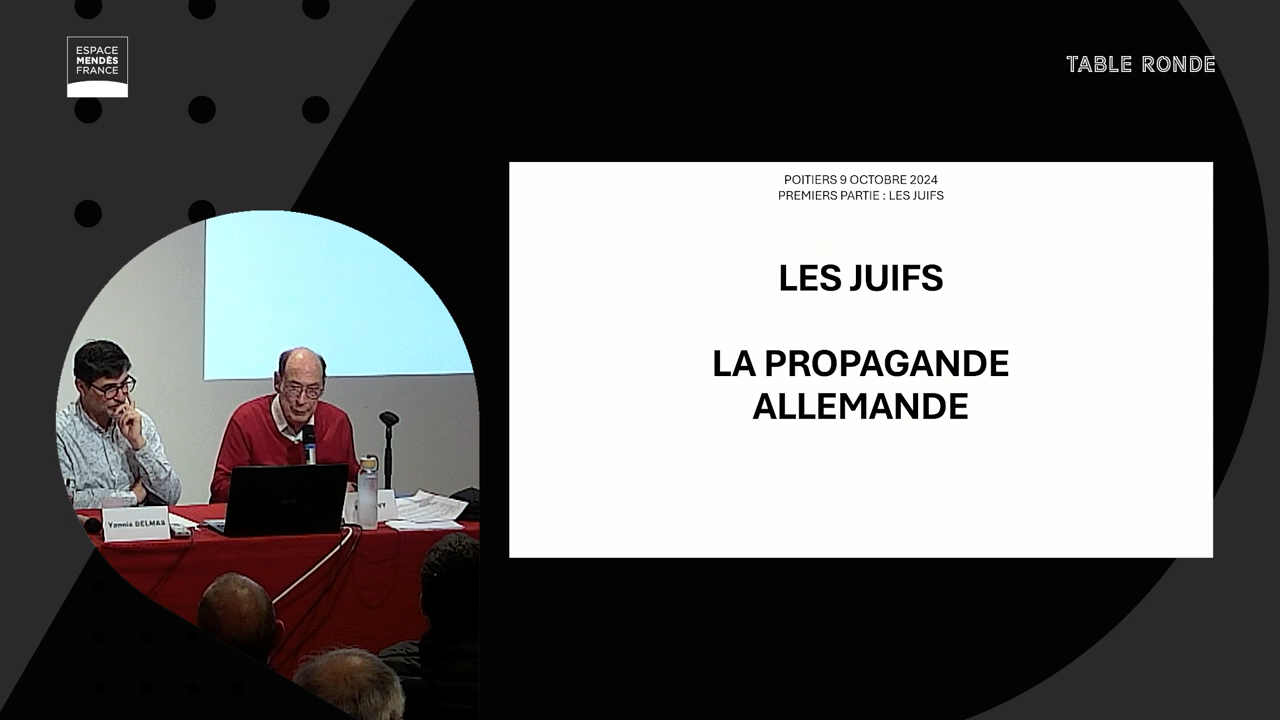 ESPACE
MENDÈS
FRANCE
TABLE RONDE
POITIERS 9 OCTOBRE 2024
PREMIERS PARTIE : LES JUIFS
LES JUIFS
LA PROPAGANDE
ALLEMANDE
Yannis DELMAS